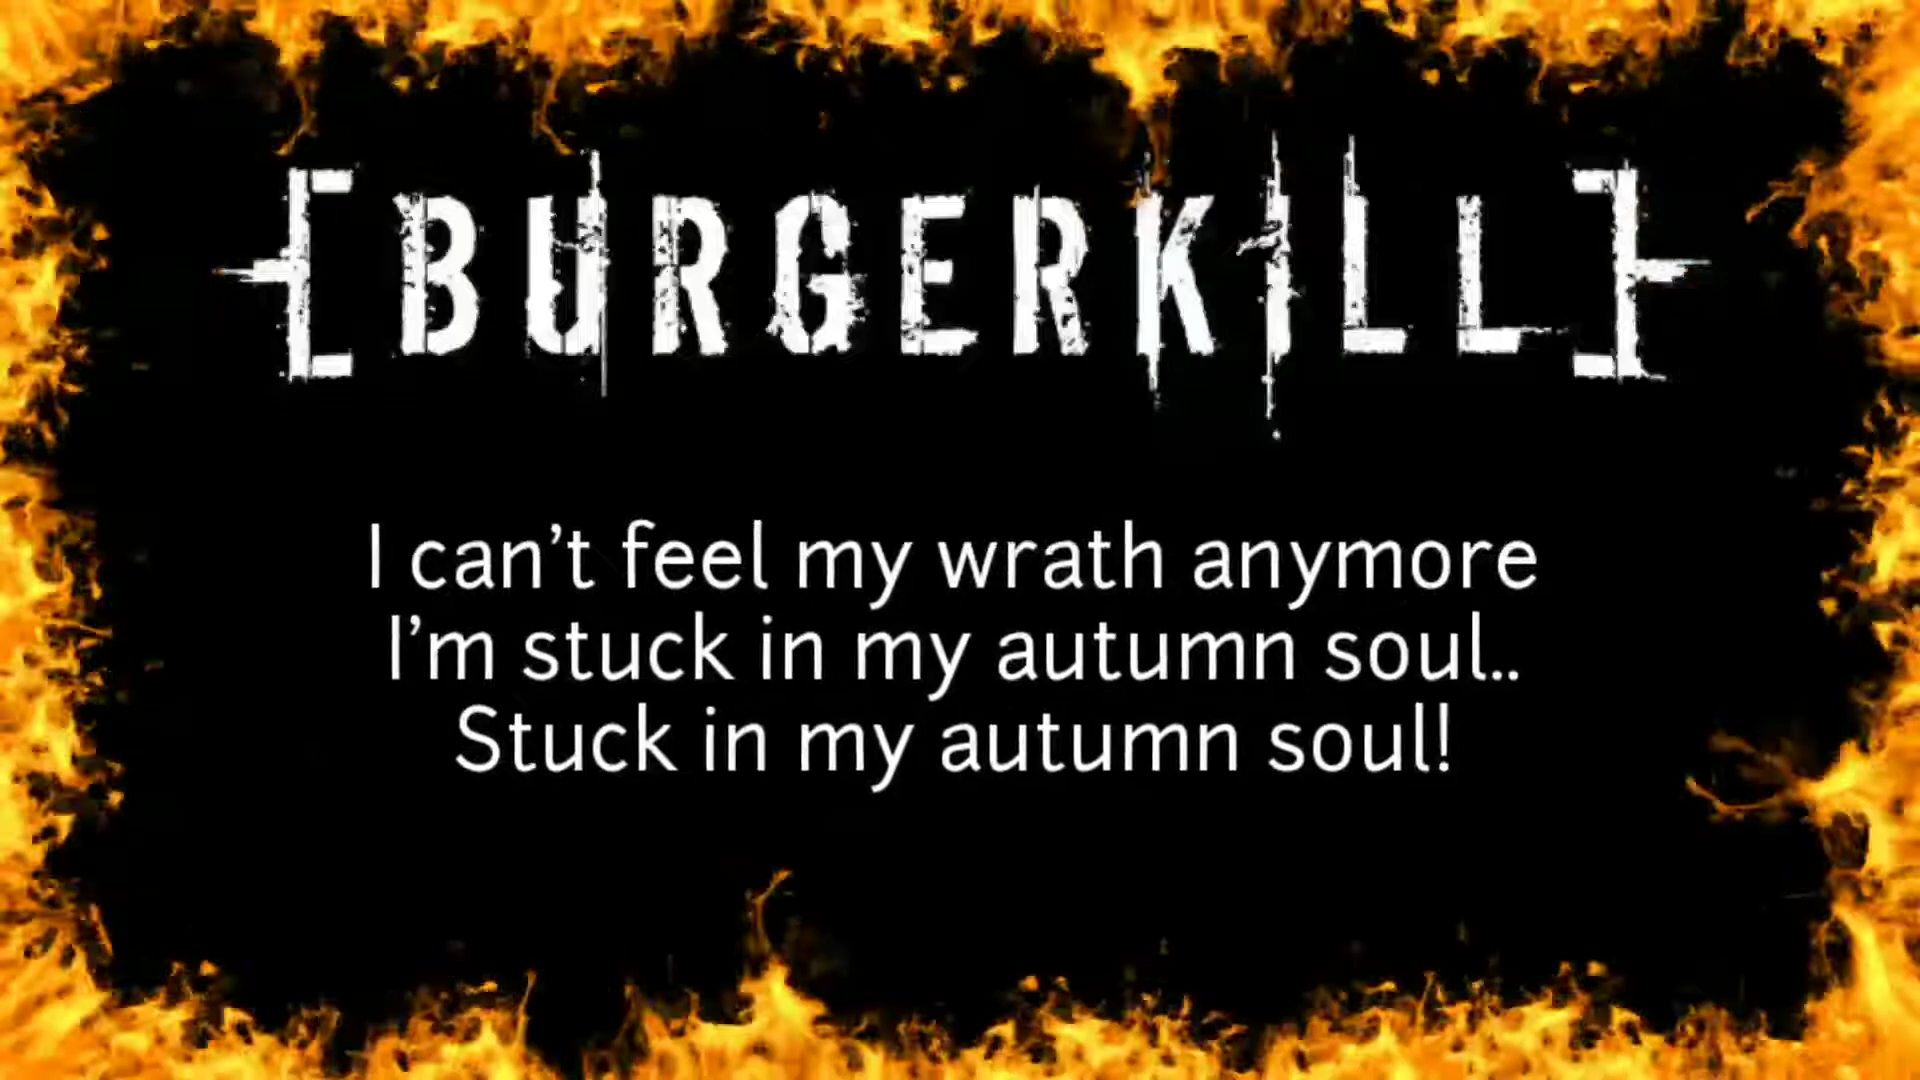 [BURGERKILL]
I can’t feel my wrath anymore
I’m stuck in my autumn soul..
Stuck in my autumn soul!